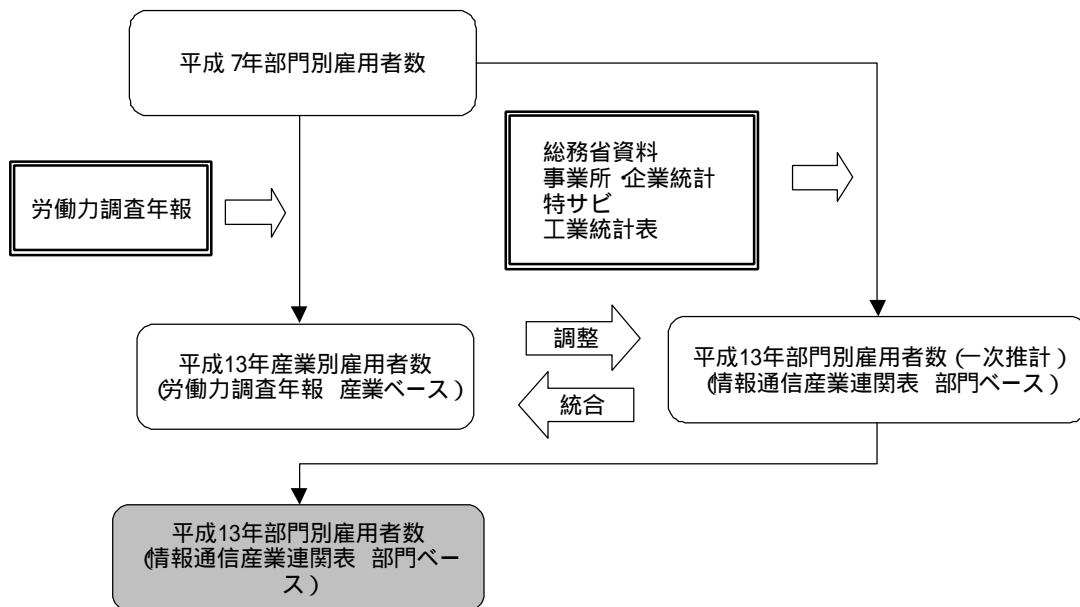 平成 7年部門別雇用者数
総務省資料
事業所・企業統計
特サビ
工業統計表
労働力調査年報
調整
統合
平成13年産業別雇用者数
(労働力調査年報 産業ベース)
平成13年部門別雇用者数 (一次推計)
(情報通信産業連関表 部門ベース)
平成13年部門別雇用者数
(情報通信産業連関表 部門ベー
ス)